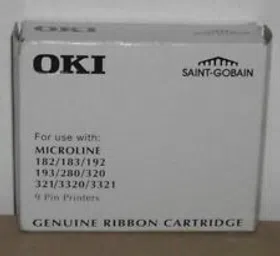 OKI
SAINT-GOBAIN
For use with:
MICROLINE
182/183/192
193/280/320
321/3320/3321
9 Pin Printers
GENUINE RIBBON CARTRIDGE